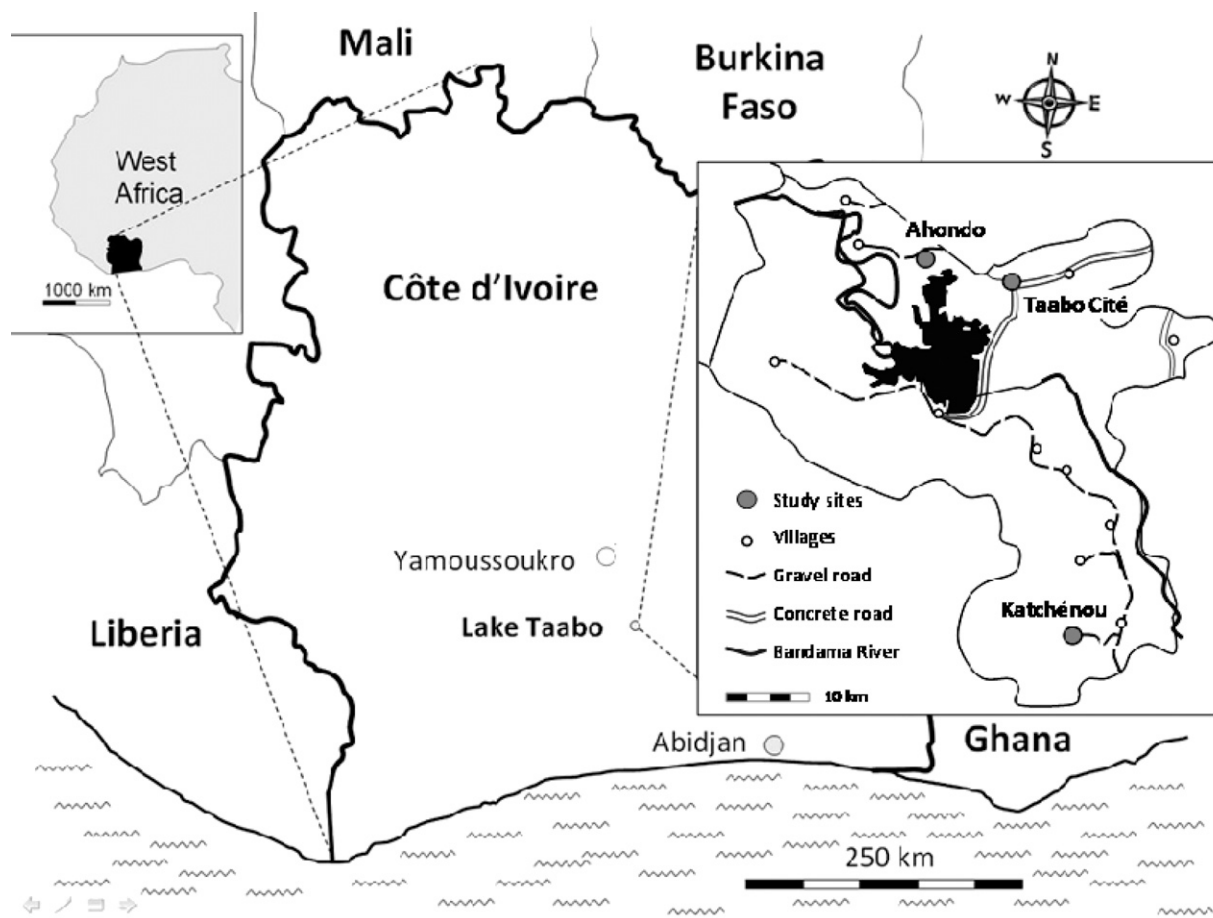 Mali
Burkina
Faso
N
W
E
S
West
Africa
1000 km
Côte d'Ivoire
Ahondo
Taabo Cité
Study sites
Villages
Gravel road
Concrete road
Bandama River
10 km
Katchénou
Yamoussoukro
Lake Taabo
Liberia
Abidjan
Ghana
250 km